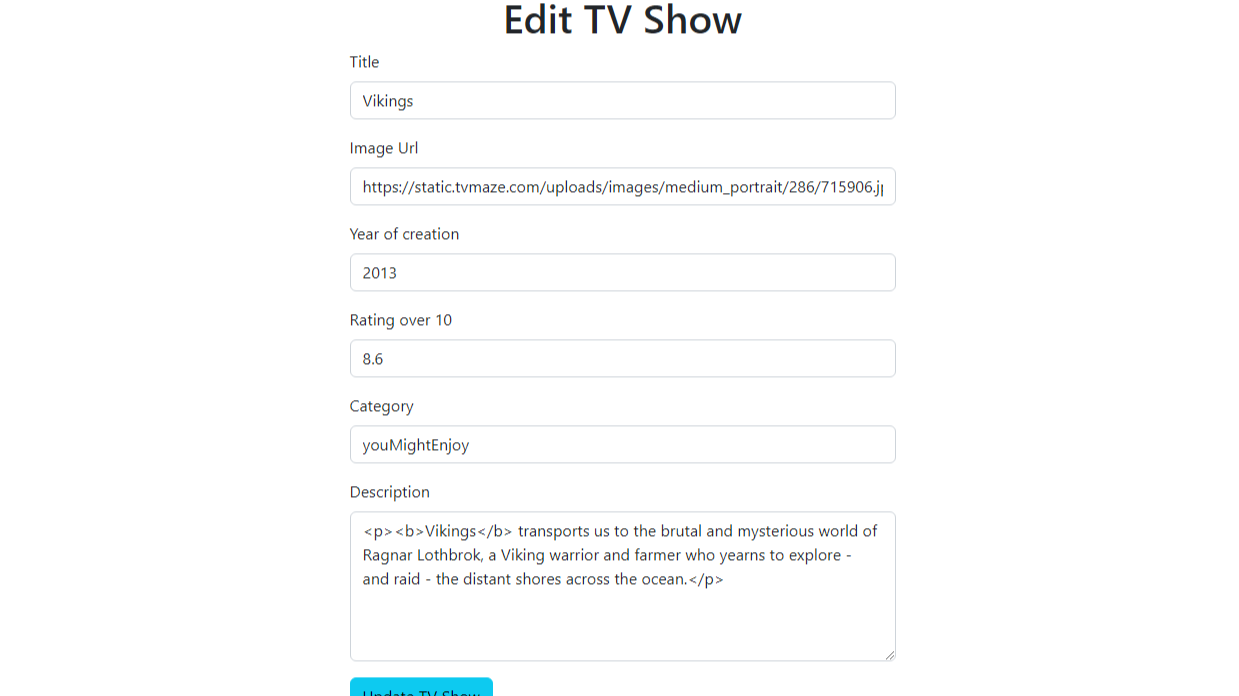 Edit TV Show
Title
Vikings
Image Url
https://static.tvmaze.com/uploads/images/medium_portrait/286/715906.j
Year of creation
2013
Rating over 10
8.6
Category
youMightEnjoy
Description
<p><b>Vikings</b> transports us to the brutal and mysterious world of
Ragnar Lothbrok, a Viking warrior and farmer who yearns to explore -
and raid - the distant shores across the ocean.</p>
Update TV Show